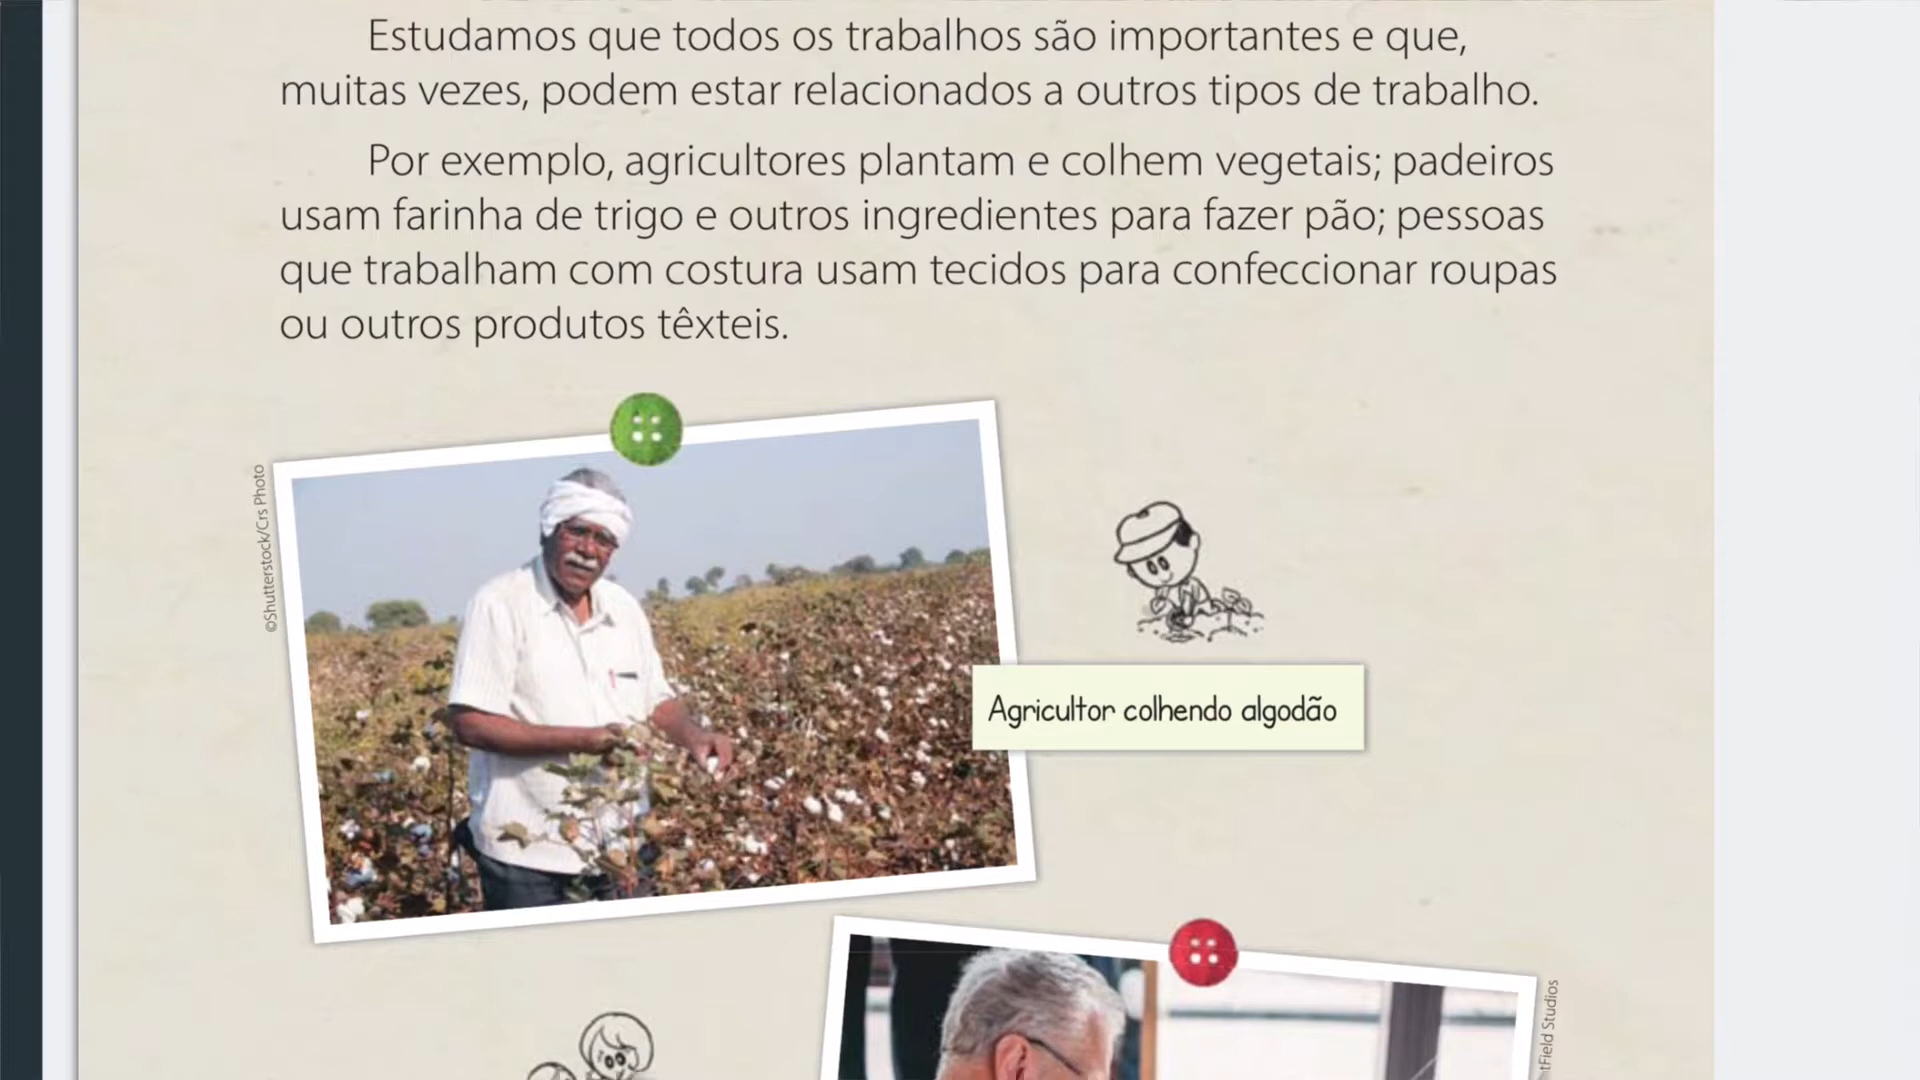 Estudamos que todos os trabalhos são importantes e que,
muitas vezes, podem estar relacionados a outros tipos de trabalho.
Por exemplo, agricultores plantam e colhem vegetais; padeiros
usam farinha de trigo e outros ingredientes para fazer pão; pessoas
que trabalham com costura usam tecidos para confeccionar roupas
ou outros produtos têxteis.
©Shutterstock/Crs Photo
Agricultor colhendo algodão
Studios